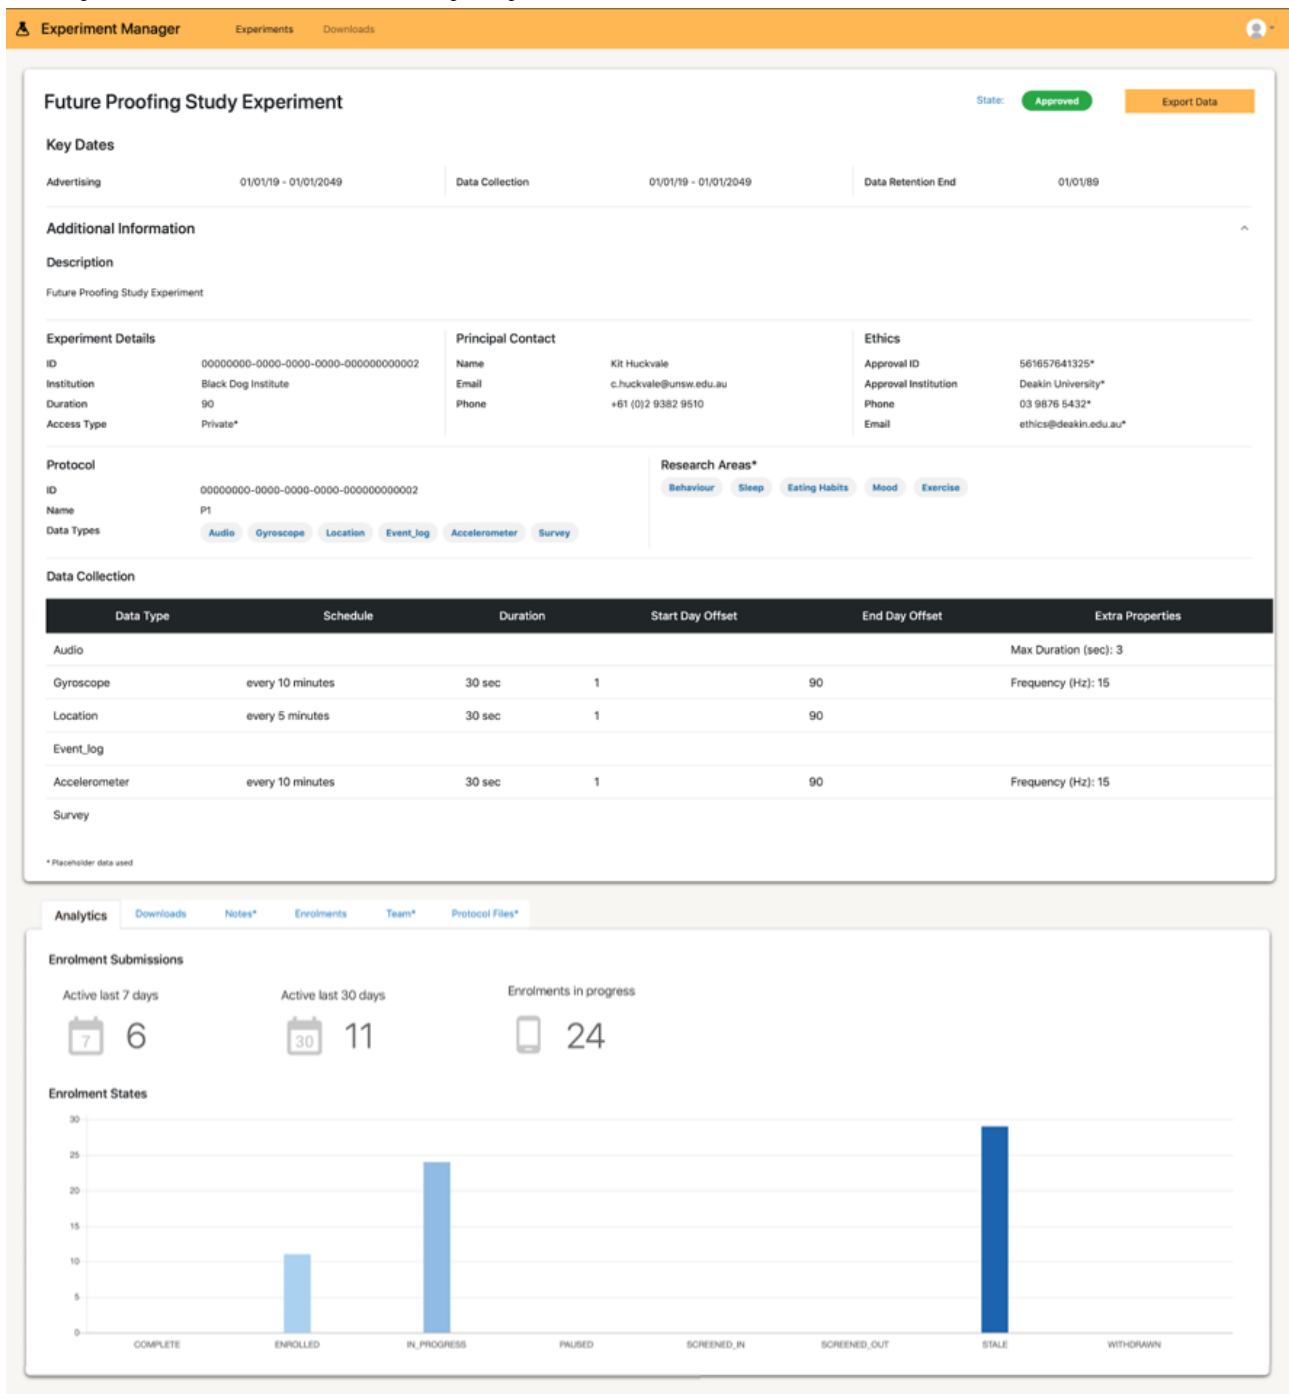 Experiment Manager Experiments Downloads
Future Proofing Study Experiment State: Approved Export Data
Key Dates
Advertising 01/01/19 - 01/01/2049 Data Collection 01/01/19 - 01/01/2049 Data Retention End 01/01/89
Additional Information
Description
Future Proofing Study Experiment
Experiment Details Principal Contact Ethics
ID 00000000-0000-0000-0000-000000000002 Name Kit Huckvale Approval ID 561657641325*
Institution Black Dog Institute Email c.huckvale@unsw.edu.au Approval Institution Deakin University*
Duration 90 Phone +61 (0)2 9382 9510 Phone 03 9876 5432*
Access Type Private* Email ethics@deakin.edu.au*
Protocol Research Areas*
ID 00000000-0000-0000-0000-000000000002 Behaviour Sleep Eating Habits Mood Exercise
Name P1
Data Types Audio Gyroscope Location Event_log Accelerometer Survey
Data Collection
Data Type Schedule Duration Start Day Offset End Day Offset Extra Properties
Audio Max Duration (sec): 3
Gyroscope every 10 minutes 30 sec 1 90 Frequency (Hz): 15
Location every 5 minutes 30 sec 1 90
Event_log
Accelerometer every 10 minutes 30 sec 1 90 Frequency (Hz): 15
Survey
* Placeholder data used
Analytics Downloads Notes* Enrolments Team* Protocol Files*
Enrolment Submissions
Active last 7 days Active last 30 days Enrolments in progress
7 6 30 11 24
Enrolment States
30
25
20
15
10
5
0
COMPLETE ENROLLED IN_PROGRESS PAUSED SCREENED_IN SCREENED_OUT STALE WITHDRAWN